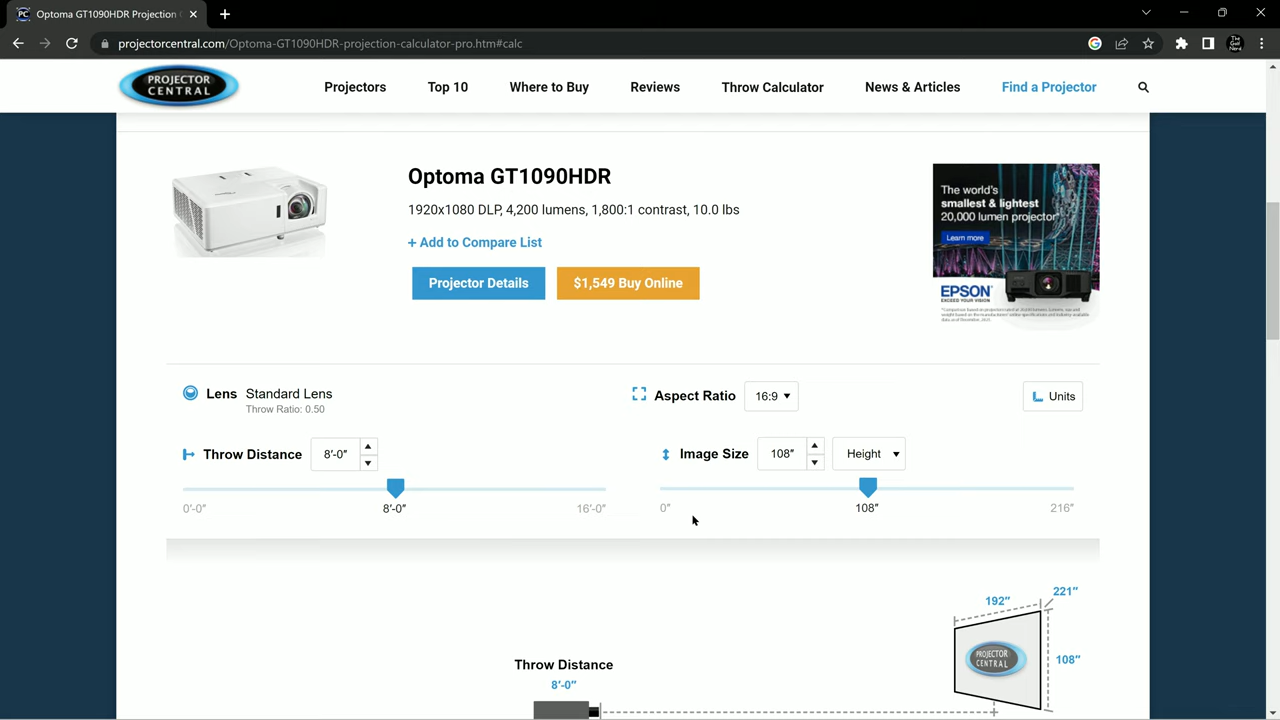 Optoma GT1090HDR Projection
projectorcentral.com/Optoma-GT1090HDR-projection-calculator-pro.htm#calc
PROJECTOR
CENTRAL
Projectors
Top 10
Where to Buy
Reviews
Throw Calculator
News & Articles
Find a Projector
Optoma GT1090HDR
1920x1080 DLP, 4,200 lumens, 1,800:1 contrast, 10.0 lbs
+ Add to Compare List
Projector Details
$1,549 Buy Online
The world's
smallest & lightest
20,000 lumen projector*
Learn more
EPSON
EXCEED YOUR VISION
Lens Standard Lens
Throw Ratio: 0.50
Aspect Ratio 16:9
Units
Throw Distance 8'-0"
Image Size 108" Height
0'-0" 8'-0" 16'-0"
0" 108" 216"
192"
221"
PROJECTOR
CENTRAL
108"
Throw Distance
8'-0"